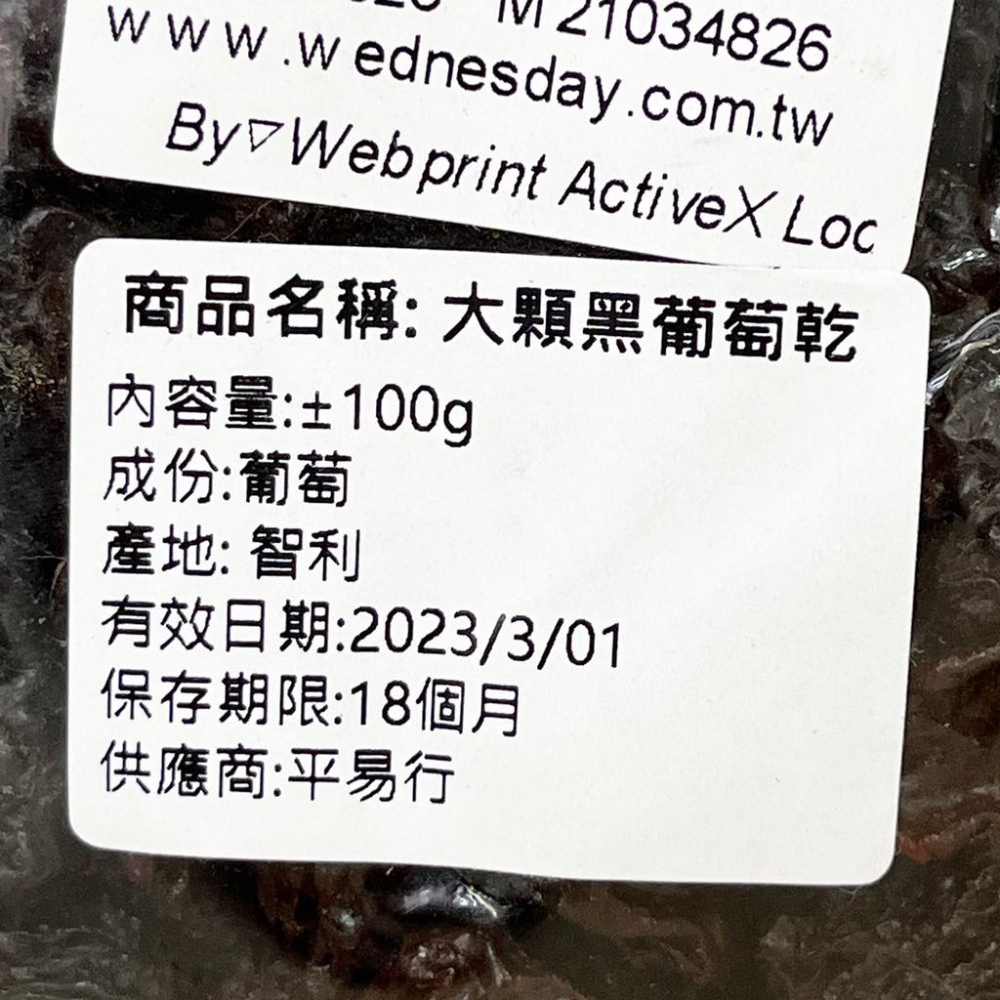 M21034826
www.wednesday.com.tw
By▽Webprint ActiveX Loc
商品名稱: 大顆黑葡萄乾
內容量:±100g
成份:葡萄
產地: 智利
有效日期:2023/3/01
保存期限:18個月
供應商:平易行